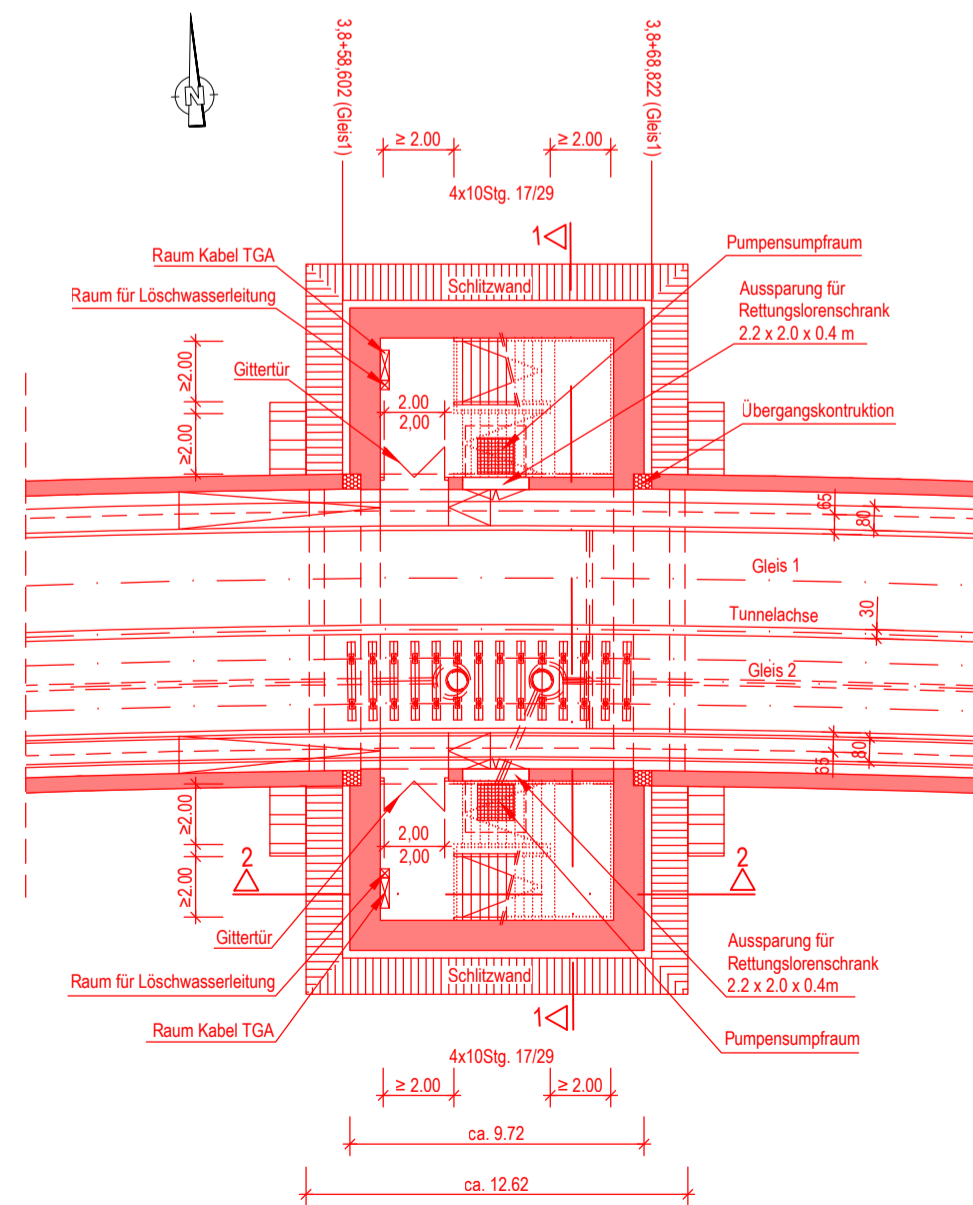 N
3,8+58,602 (Gleis1)
3,8+68,822 (Gleis1)
≥ 2.00
≥ 2.00
4x10Stg. 17/29
1
Raum Kabel TGA
Pumpensumpfraum
Schlitzwand
Raum für Löschwasserleitung
Aussparung für
Rettungslorenschrank
2.2 x 2.0 x 0.4 m
≥2.00
Gittertür
2.00
2,00
Übergangskontruktion
≥2.00
65
80
Gleis 1
Tunnelachse
30
Gleis 2
65
80
≥2.00
2,00
2,00
2
2
≥2.00
Gittertür
Aussparung für
Rettungslorenschrank
2.2 x 2.0 x 0.4m
Raum für Löschwasserleitung
Schlitzwand
1
Raum Kabel TGA
Pumpensumpfraum
4x10Stg. 17/29
≥ 2.00
≥ 2.00
ca. 9.72
ca. 12.62